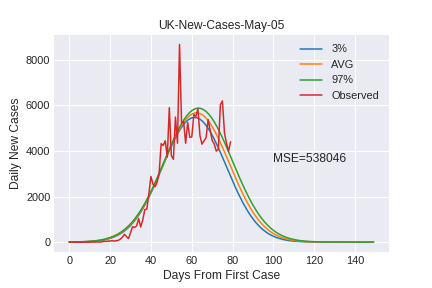 UK-New-Cases-May-05
3%
AVG
97%
Observed
MSE=538046
Daily New Cases
8000
6000
4000
2000
0
0 20 40 60 80 100 120 140
Days From First Case